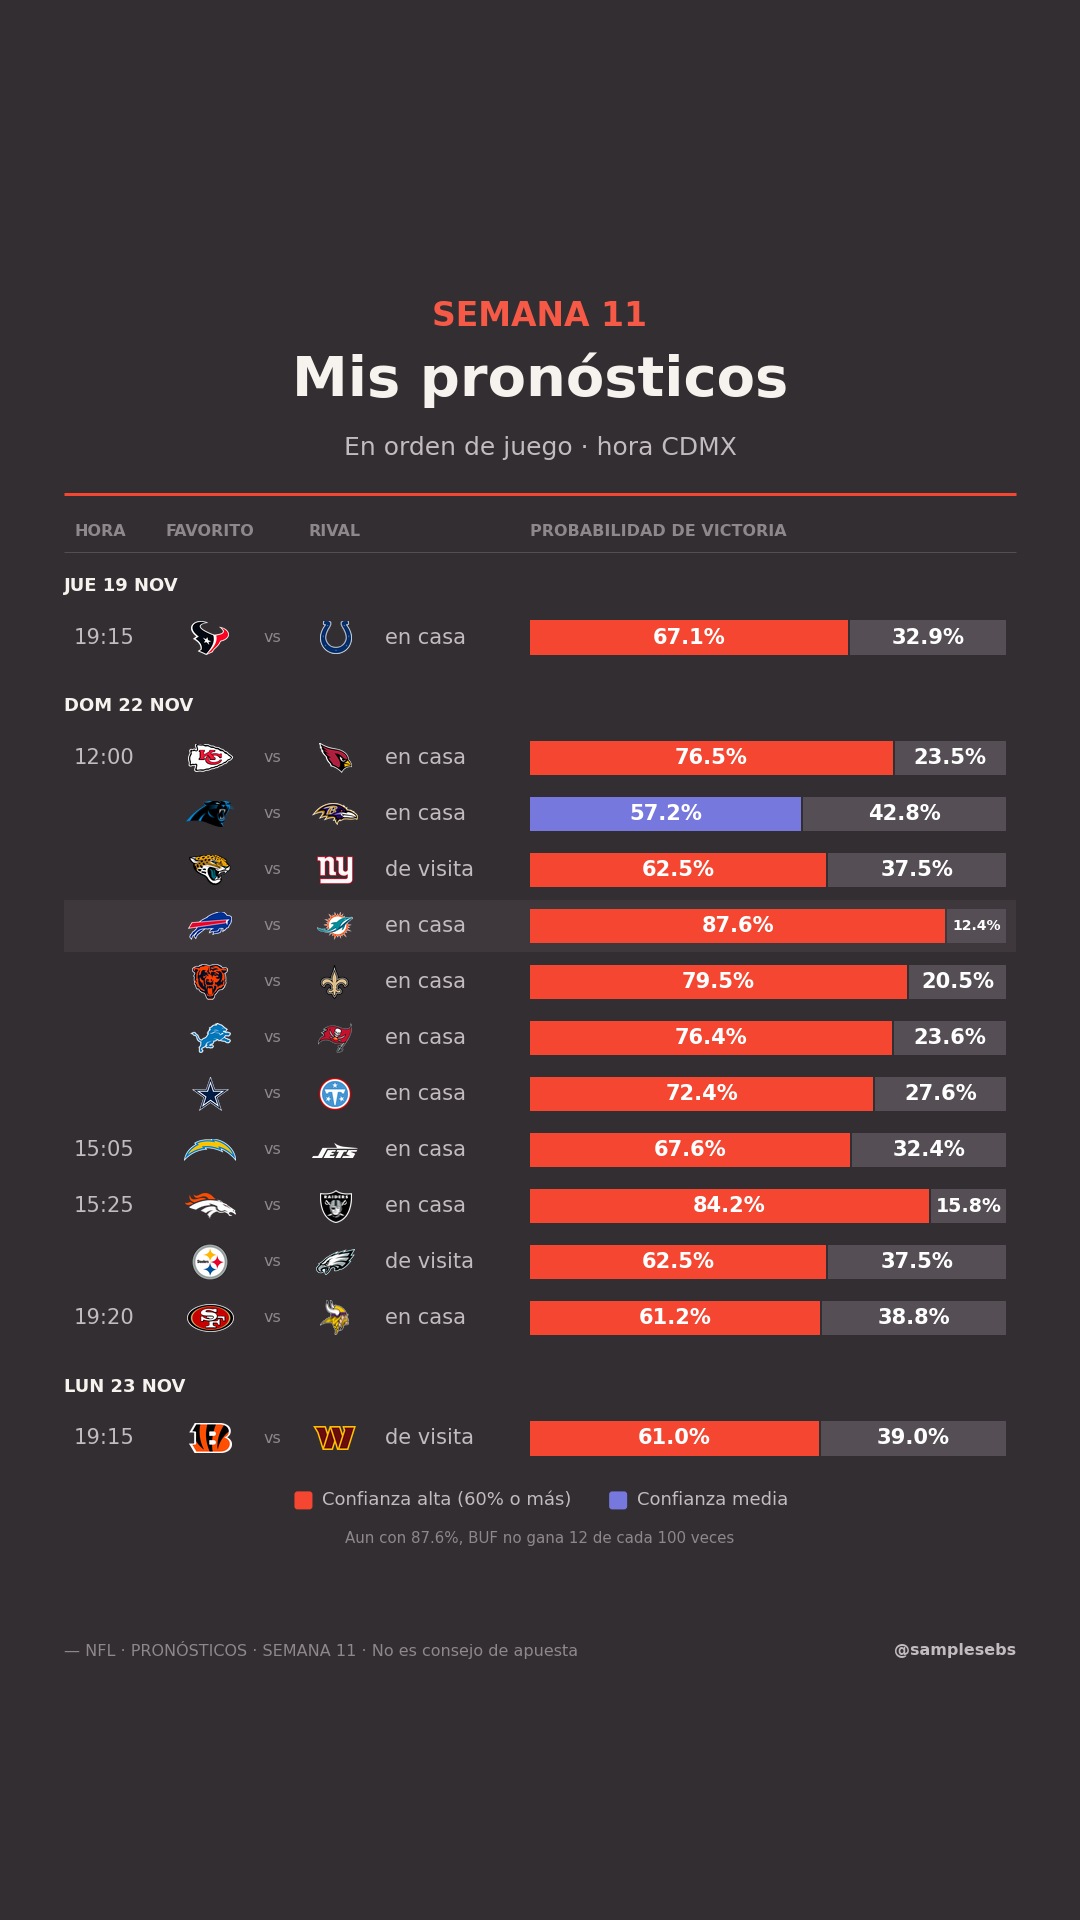 SEMANA 11
Mis pronósticos
En orden de juego · hora CDMX
HORA FAVORITO RIVAL PROBABILIDAD DE VICTORIA
JUE 19 NOV
19:15 vs en casa 67.1% 32.9%
DOM 22 NOV
12:00 KC vs en casa 76.5% 23.5%
vs en casa 57.2% 42.8%
vs ny de visita 62.5% 37.5%
vs en casa 87.6% 12.4%
vs en casa 79.5% 20.5%
vs en casa 76.4% 23.6%
vs T en casa 72.4% 27.6%
15:05 vs JETS en casa 67.6% 32.4%
15:25 vs RAIDERS en casa 84.2% 15.8%
Steelers vs de visita 62.5% 37.5%
19:20 SF vs en casa 61.2% 38.8%
LUN 23 NOV
19:15 B vs W de visita 61.0% 39.0%
Confianza alta (60% o más) Confianza media
Aun con 87.6%, BUF no gana 12 de cada 100 veces
— NFL · PRONÓSTICOS · SEMANA 11 · No es consejo de apuesta @samplesebs